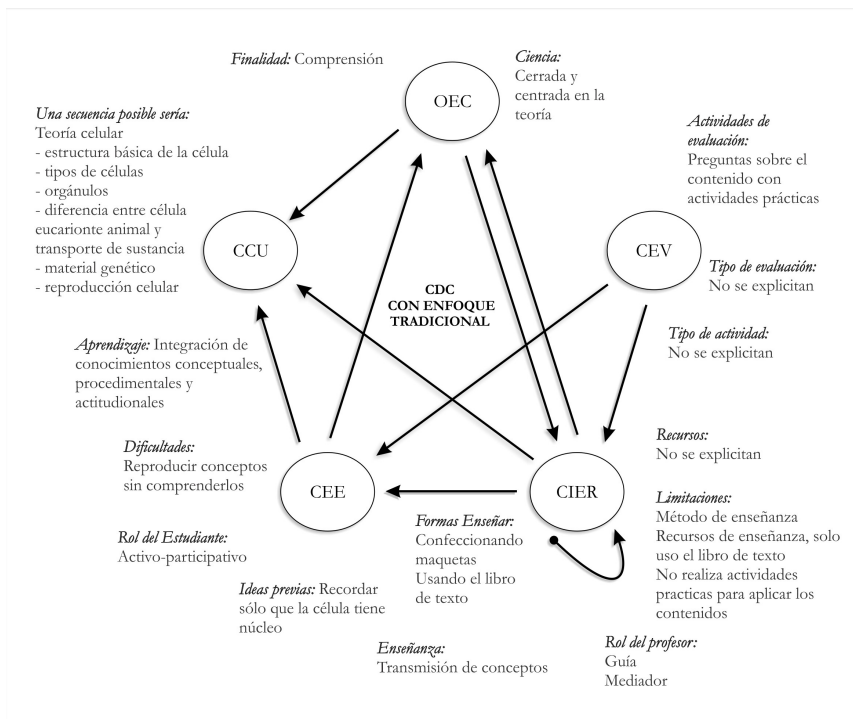 Finalidad: Comprensión
Ciencia:
Cerrada y
centrada en la
teoría
OEC
Una secuencia posible sería:
Teoría celular
- estructura básica de la célula
- tipos de células
- orgánulos
- diferencia entre célula
eucarionte animal y
transporte de sustancia
- material genético
- reproducción celular
Actividades de
evaluación:
Preguntas sobre el
contenido con
actividades prácticas
CCU
CEV
Tipo de evaluación:
No se explicitan
CDC
CON ENFOQUE
TRADICIONAL
Tipo de actividad:
No se explicitan
Aprendizaje: Integración de
conocimientos conceptuales,
procedimentales y
actitudionales
Dificultades:
Reproducir conceptos
sin comprenderlos
CEE
CIER
Recursos:
No se explicitan
Limitaciones:
Método de enseñanza
Recursos de enseñanza, solo
uso el libro de texto
No realiza actividades
practicas para aplicar los
contenidos
Formas Enseñar:
Confeccionando
maquetas
Usando el libro
de texto
Rol del Estudiante:
Activo-participativo
Ideas previas: Recordar
sólo que la célula tiene
núcleo
Enseñanza:
Transmisión de conceptos
Rol del profesor:
Guía
Mediador